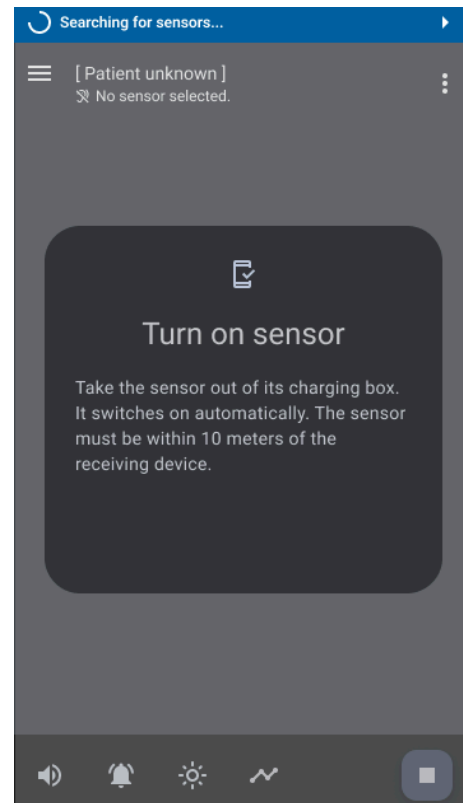 Searching for sensors...
[ Patient unknown ]
No sensor selected.
Turn on sensor
Take the sensor out of its charging box.
It switches on automatically. The sensor
must be within 10 meters of the
receiving device.